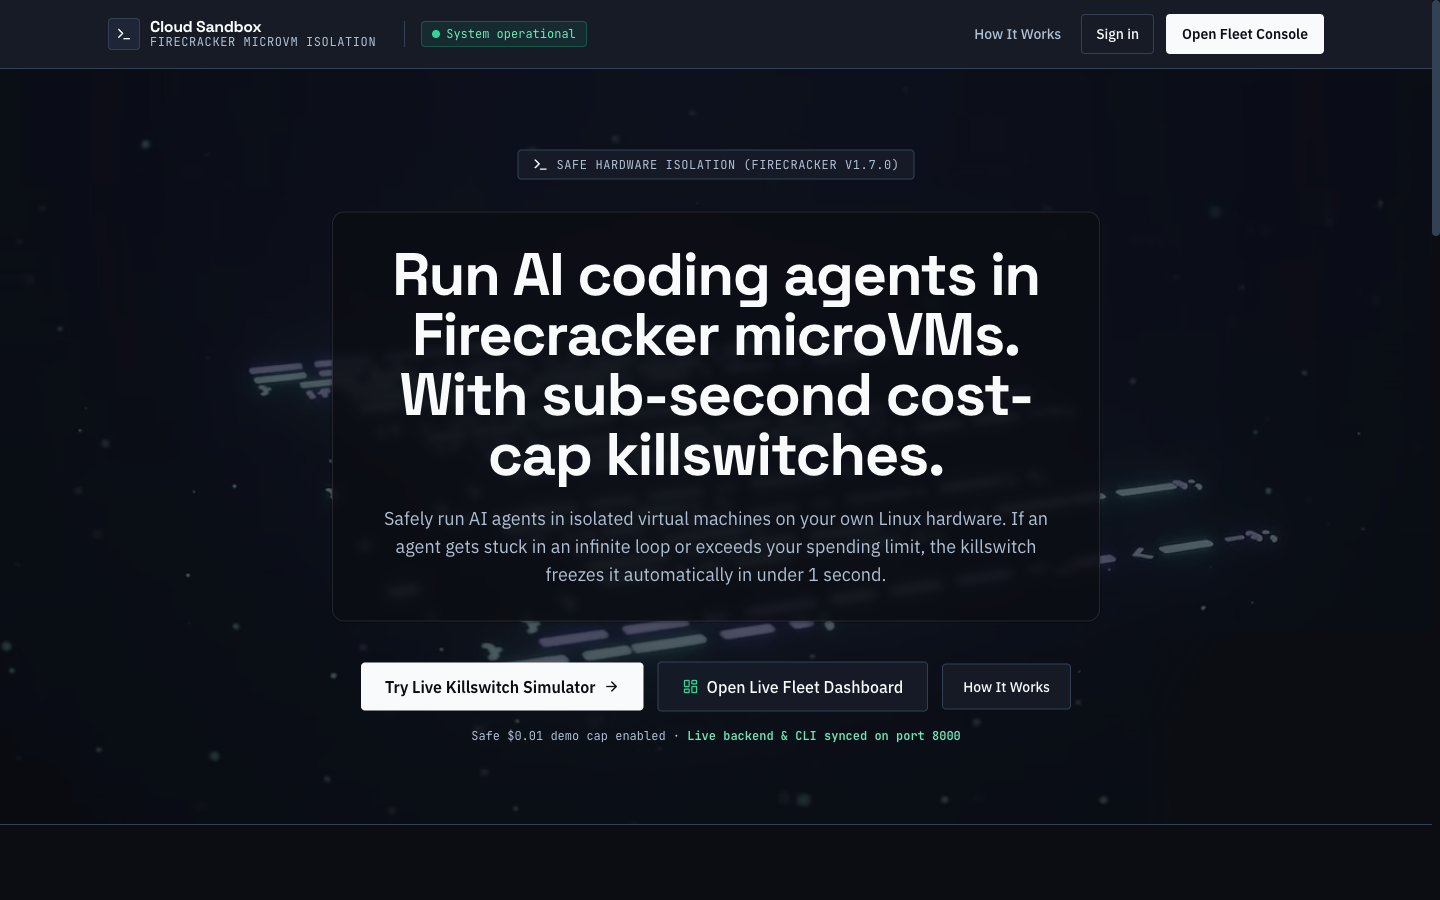 Cloud Sandbox
FIRECRACKER MICROVM ISOLATION
System operational
How It Works
Sign in
Open Fleet Console
SAFE HARDWARE ISOLATION (FIRECRACKER V1.7.0)
Run AI coding agents in
Firecracker microVMs.
With sub-second cost-
cap killswitches.
Safely run AI agents in isolated virtual machines on your own Linux hardware. If an
agent gets stuck in an infinite loop or exceeds your spending limit, the killswitch
freezes it automatically in under 1 second.
Try Live Killswitch Simulator →
Open Live Fleet Dashboard
How It Works
Safe $0.01 demo cap enabled · Live backend & CLI synced on port 8000